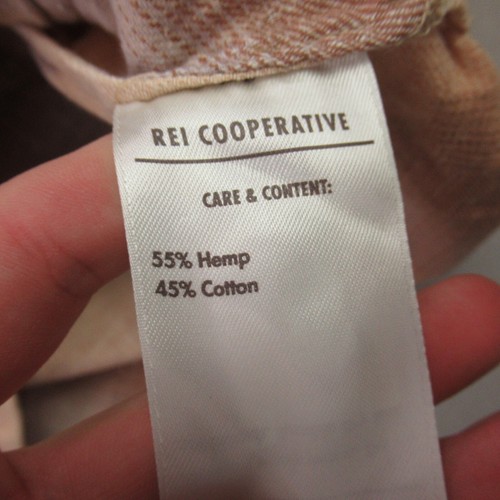 REI COOPERATIVE
CARE & CONTENT:
55% Hemp
45% Cotton